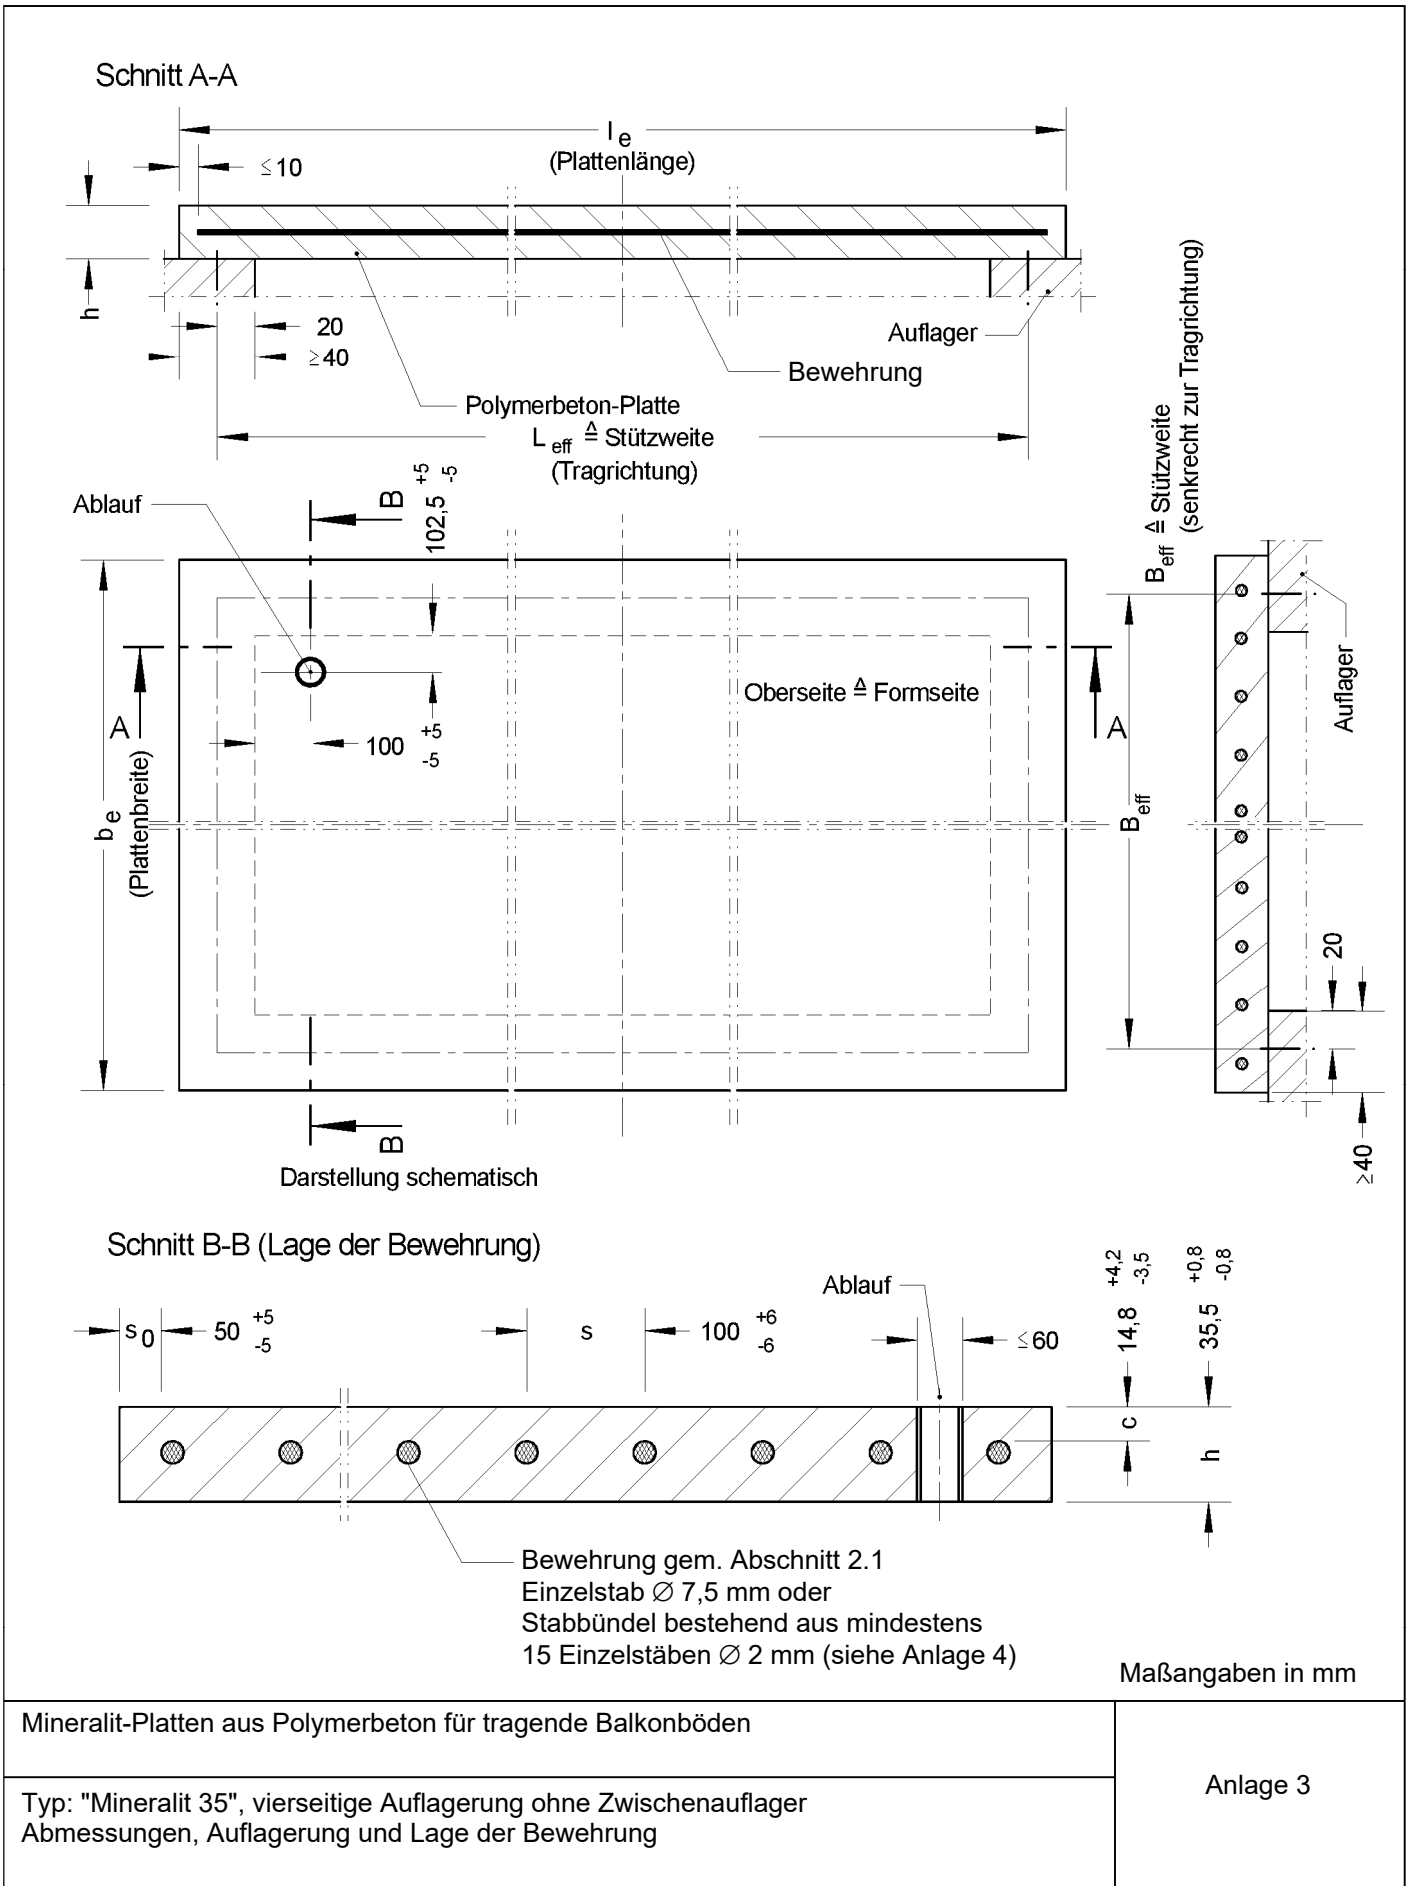 Schnitt A-A
l e
(Plattenlänge)
≤10
h
20
≥40
Auflager
Bewehrung
Polymerbeton-Platte
L eff ≙ Stützweite
(Tragrichtung)
B eff ≙ Stützweite
(senkrecht zur Tragrichtung)
Ablauf
B
102,5 +5 -5
Auflager
Oberseite ≙ Formseite
A
A
100 +5 -5
b e
(Plattenbreite)
B eff
20
≥40
B
Darstellung schematisch
Schnitt B-B (Lage der Bewehrung)
Ablauf
s 0
50 +5 -5
s
100 +6 -6
≤60
14,8 +4,2 -3,5
35,5 +0,8 -0,8
c
h
Bewehrung gem. Abschnitt 2.1
Einzelstab ∅ 7,5 mm oder
Stabbündel bestehend aus mindestens
15 Einzelstäben ∅ 2 mm (siehe Anlage 4)
Maßangaben in mm
Mineralit-Platten aus Polymerbeton für tragende Balkonböden
Typ: "Mineralit 35", vierseitige Auflagerung ohne Zwischenauflager
Abmessungen, Auflagerung und Lage der Bewehrung
Anlage 3